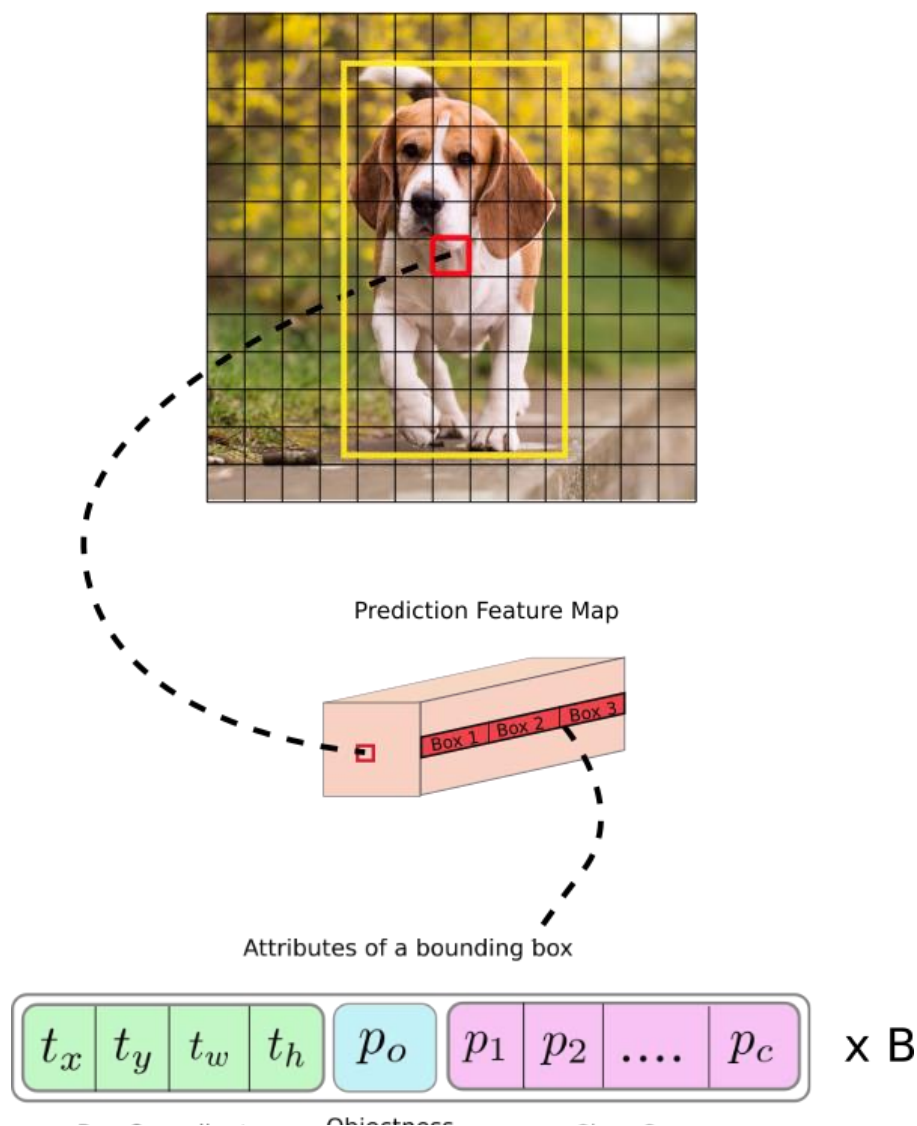 Prediction Feature Map
Box 1 Box 2 Box 3
Attributes of a bounding box
t_x t_y t_w t_h p_o p_1 p_2 .... p_c x B
Objectness